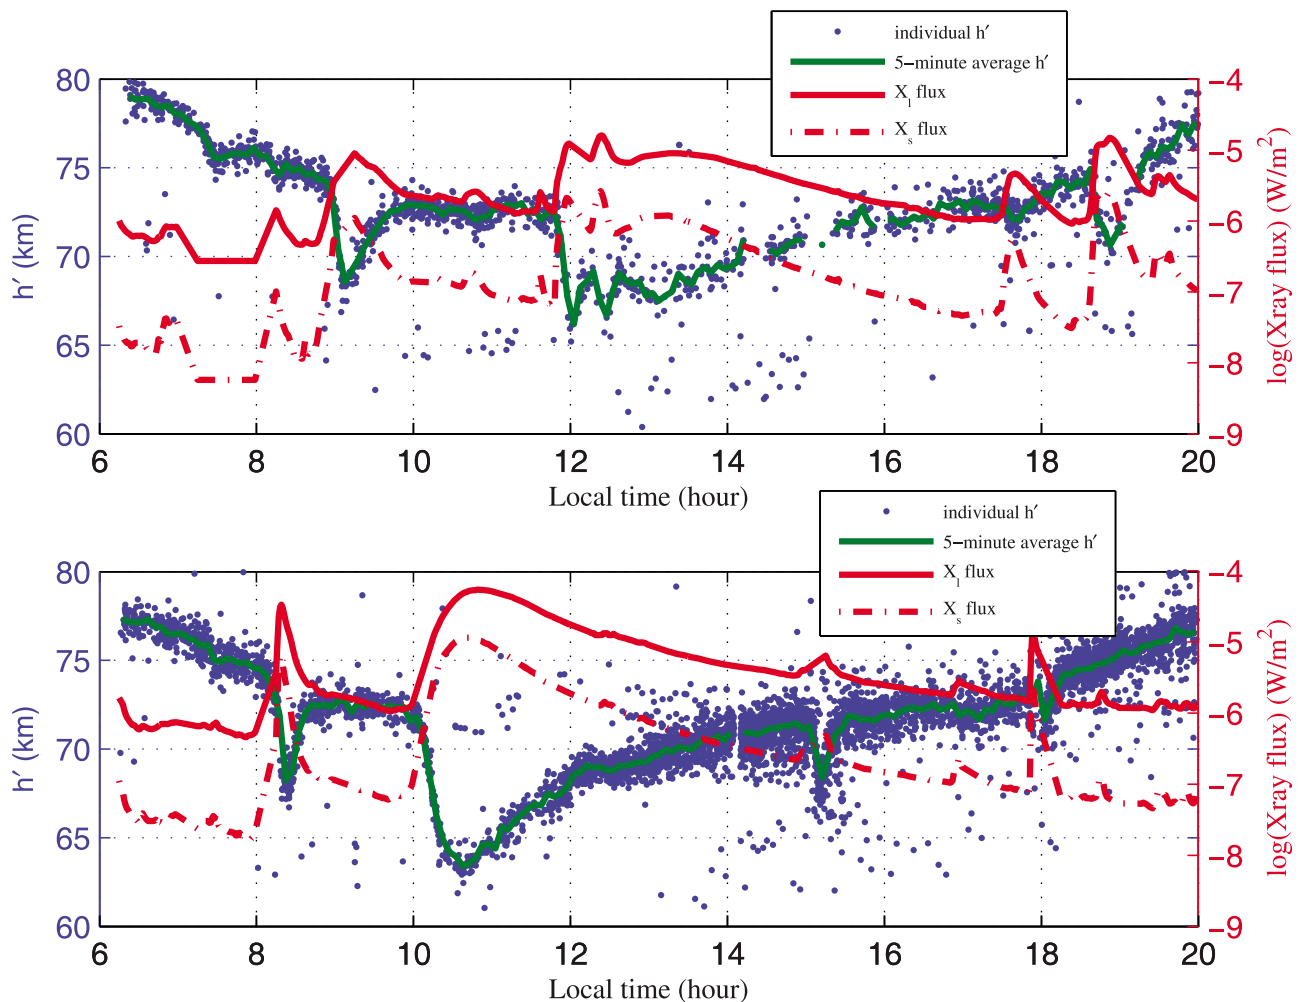 individual h′
5−minute average h′
X_l flux
X_s flux
80
75
70
65
60
h′ (km)
−4
−5
−6
−7
−8
−9
log(Xray flux) (W/m²)
6 8 10 12 14 16 18 20
Local time (hour)
individual h′
5−minute average h′
X_l flux
X_s flux
80
75
70
65
60
h′ (km)
−4
−5
−6
−7
−8
−9
log(Xray flux) (W/m²)
6 8 10 12 14 16 18 20
Local time (hour)